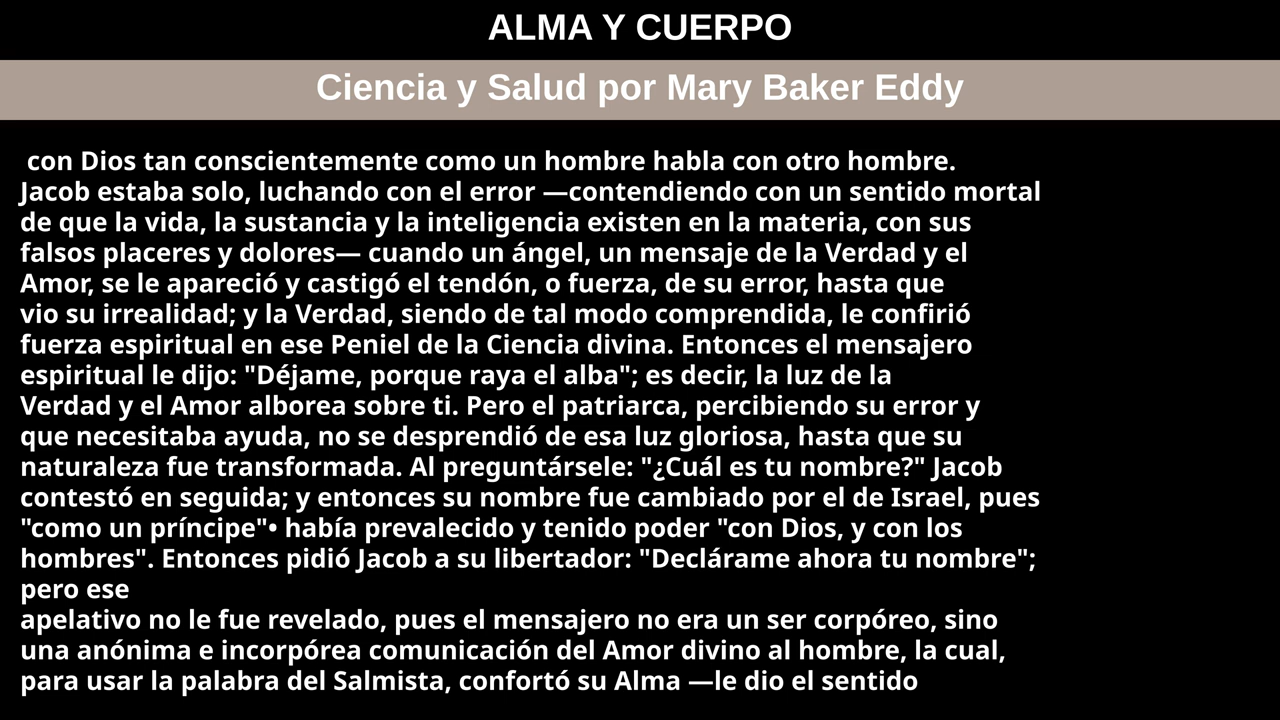 ALMA Y CUERPO
Ciencia y Salud por Mary Baker Eddy
con Dios tan conscientemente como un hombre habla con otro hombre.
Jacob estaba solo, luchando con el error —contendiendo con un sentido mortal
de que la vida, la sustancia y la inteligencia existen en la materia, con sus
falsos placeres y dolores— cuando un ángel, un mensaje de la Verdad y el
Amor, se le apareció y castigó el tendón, o fuerza, de su error, hasta que
vio su irrealidad; y la Verdad, siendo de tal modo comprendida, le confirió
fuerza espiritual en ese Peniel de la Ciencia divina. Entonces el mensajero
espiritual le dijo: "Déjame, porque raya el alba"; es decir, la luz de la
Verdad y el Amor alborea sobre ti. Pero el patriarca, percibiendo su error y
que necesitaba ayuda, no se desprendió de esa luz gloriosa, hasta que su
naturaleza fue transformada. Al preguntársele: "¿Cuál es tu nombre?" Jacob
contestó en seguida; y entonces su nombre fue cambiado por el de Israel, pues
"como un príncipe"• había prevalecido y tenido poder "con Dios, y con los
hombres". Entonces pidió Jacob a su libertador: "Declárame ahora tu nombre";
pero ese
apelativo no le fue revelado, pues el mensajero no era un ser corpóreo, sino
una anónima e incorpórea comunicación del Amor divino al hombre, la cual,
para usar la palabra del Salmista, confortó su Alma —le dio el sentido